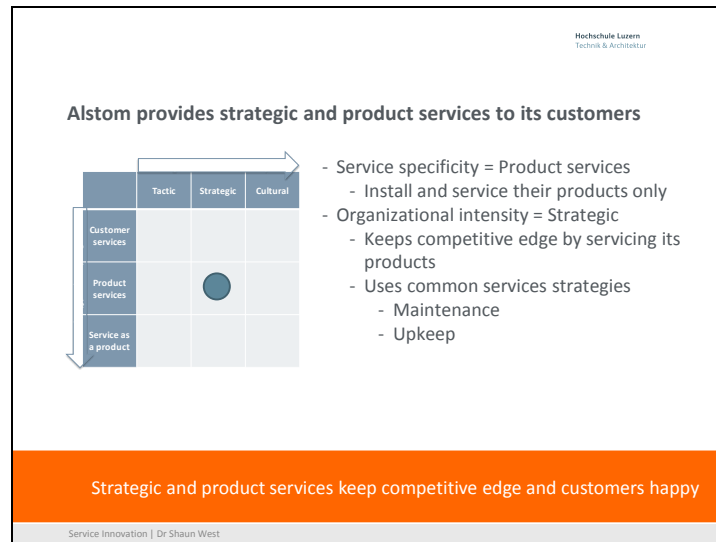 Hochschule Luzern
Technik & Architektur
Alstom provides strategic and product services to its customers
Tactic Strategic Cultural
Customer
services
Product
services
Service as
a product
- Service specificity = Product services
- Install and service their products only
- Organizational intensity = Strategic
- Keeps competitive edge by servicing its
products
- Uses common services strategies
- Maintenance
- Upkeep
Strategic and product services keep competitive edge and customers happy
Service Innovation | Dr Shaun West